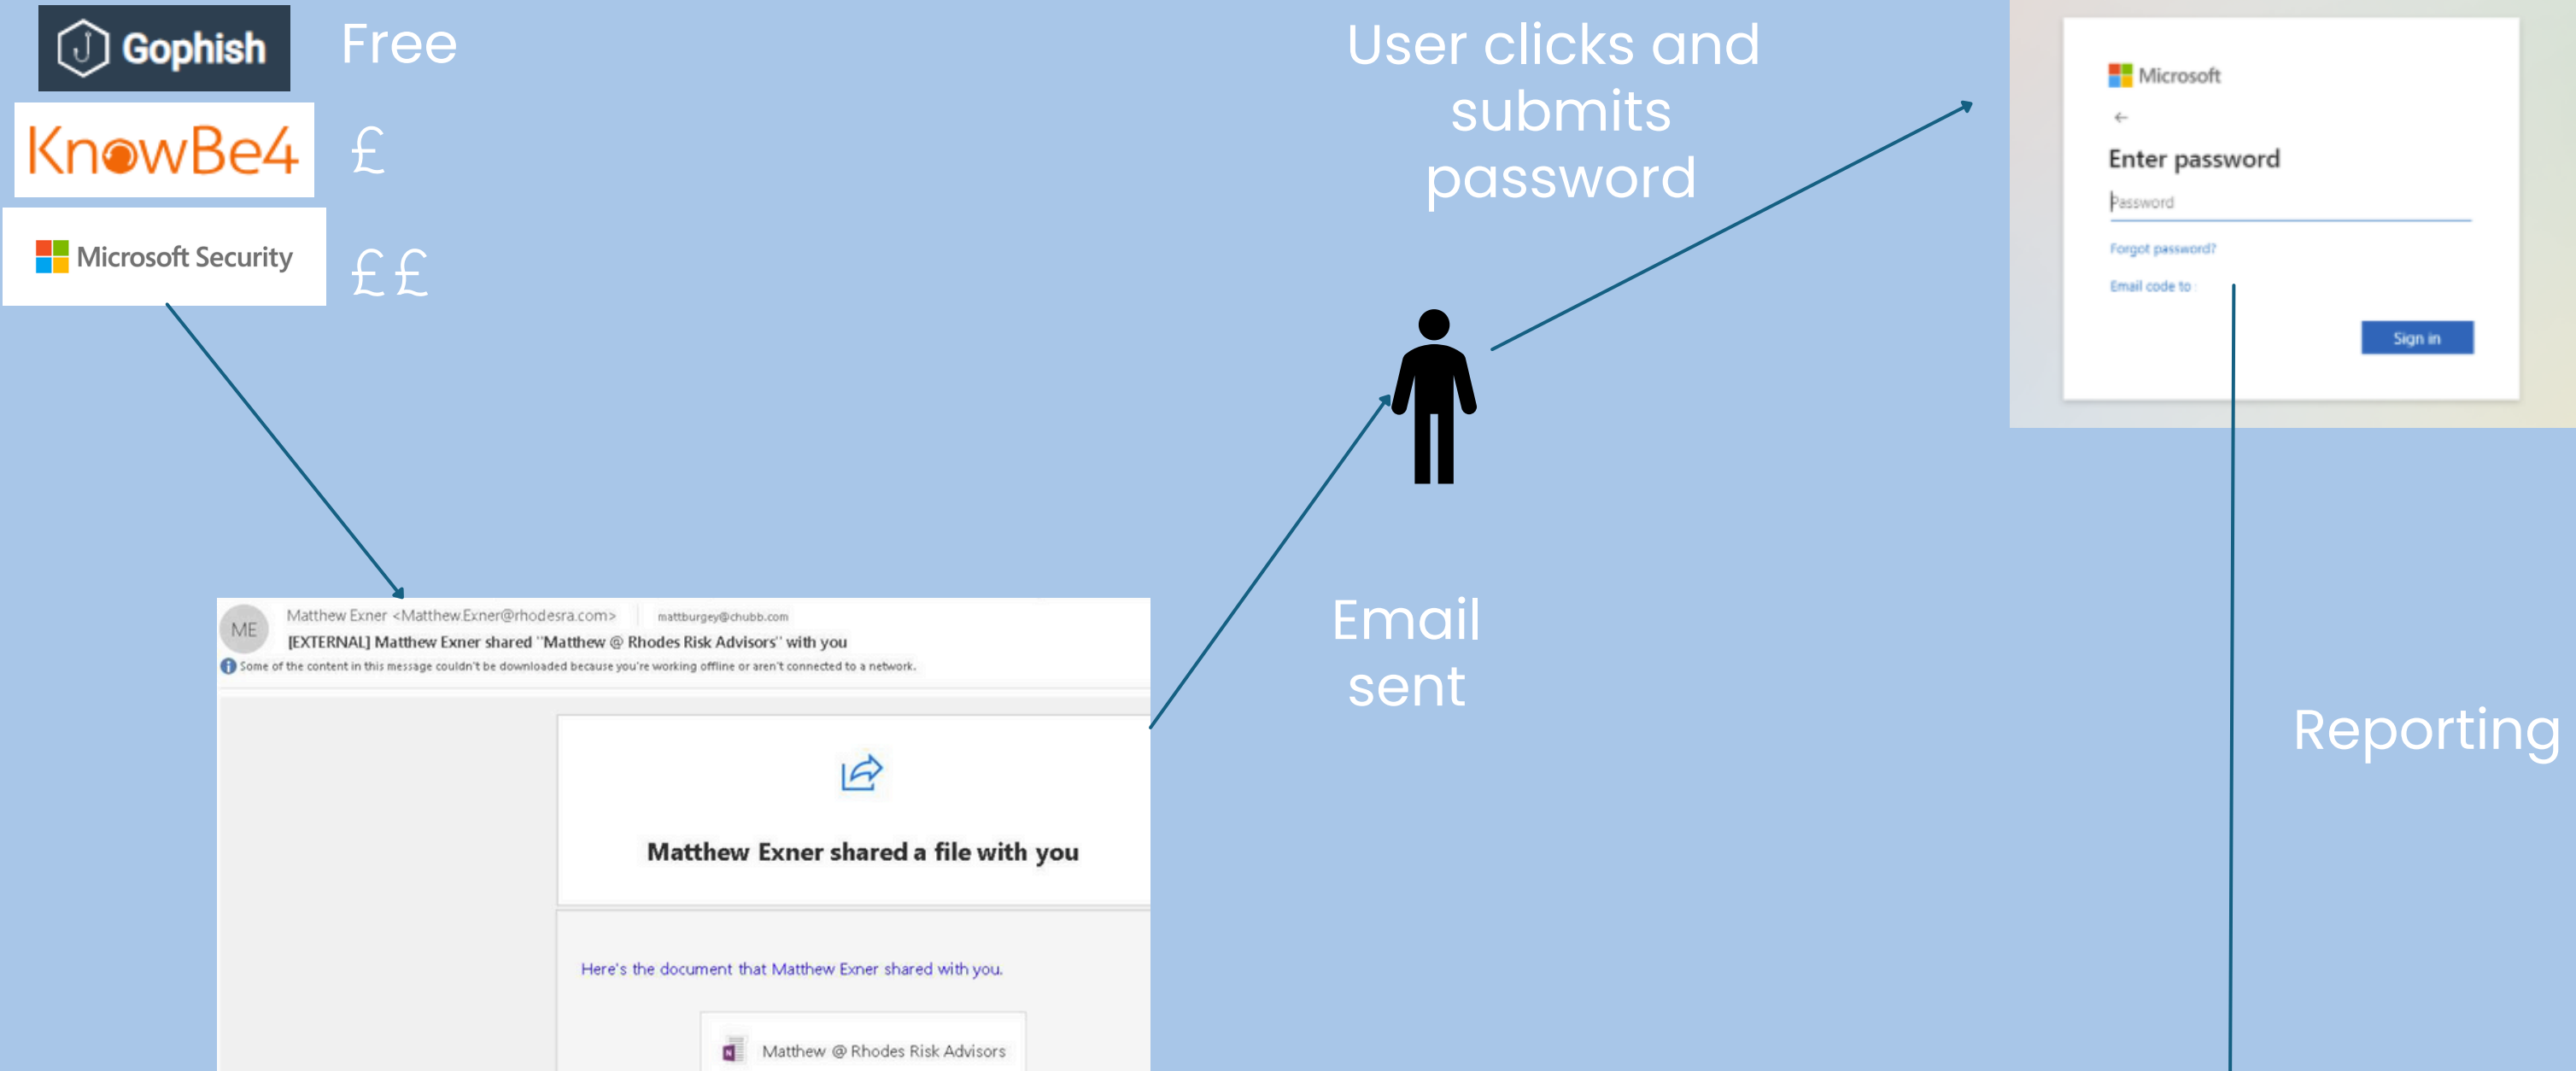 Gophish
Free
KnowBe4
£
Microsoft Security
££
User clicks and
submits
password
Microsoft
Enter password
Password
Forgot password?
Email code to
Sign in
ME
Matthew Exner <Matthew.Exner@rhodesra.com>
mattburgey@chubb.com
[EXTERNAL] Matthew Exner shared "Matthew @ Rhodes Risk Advisors" with you
Some of the content in this message couldn't be downloaded because you're working offline or aren't connected to a network.
Matthew Exner shared a file with you
Here's the document that Matthew Exner shared with you.
N
Matthew @ Rhodes Risk Advisors
Email
sent
Reporting